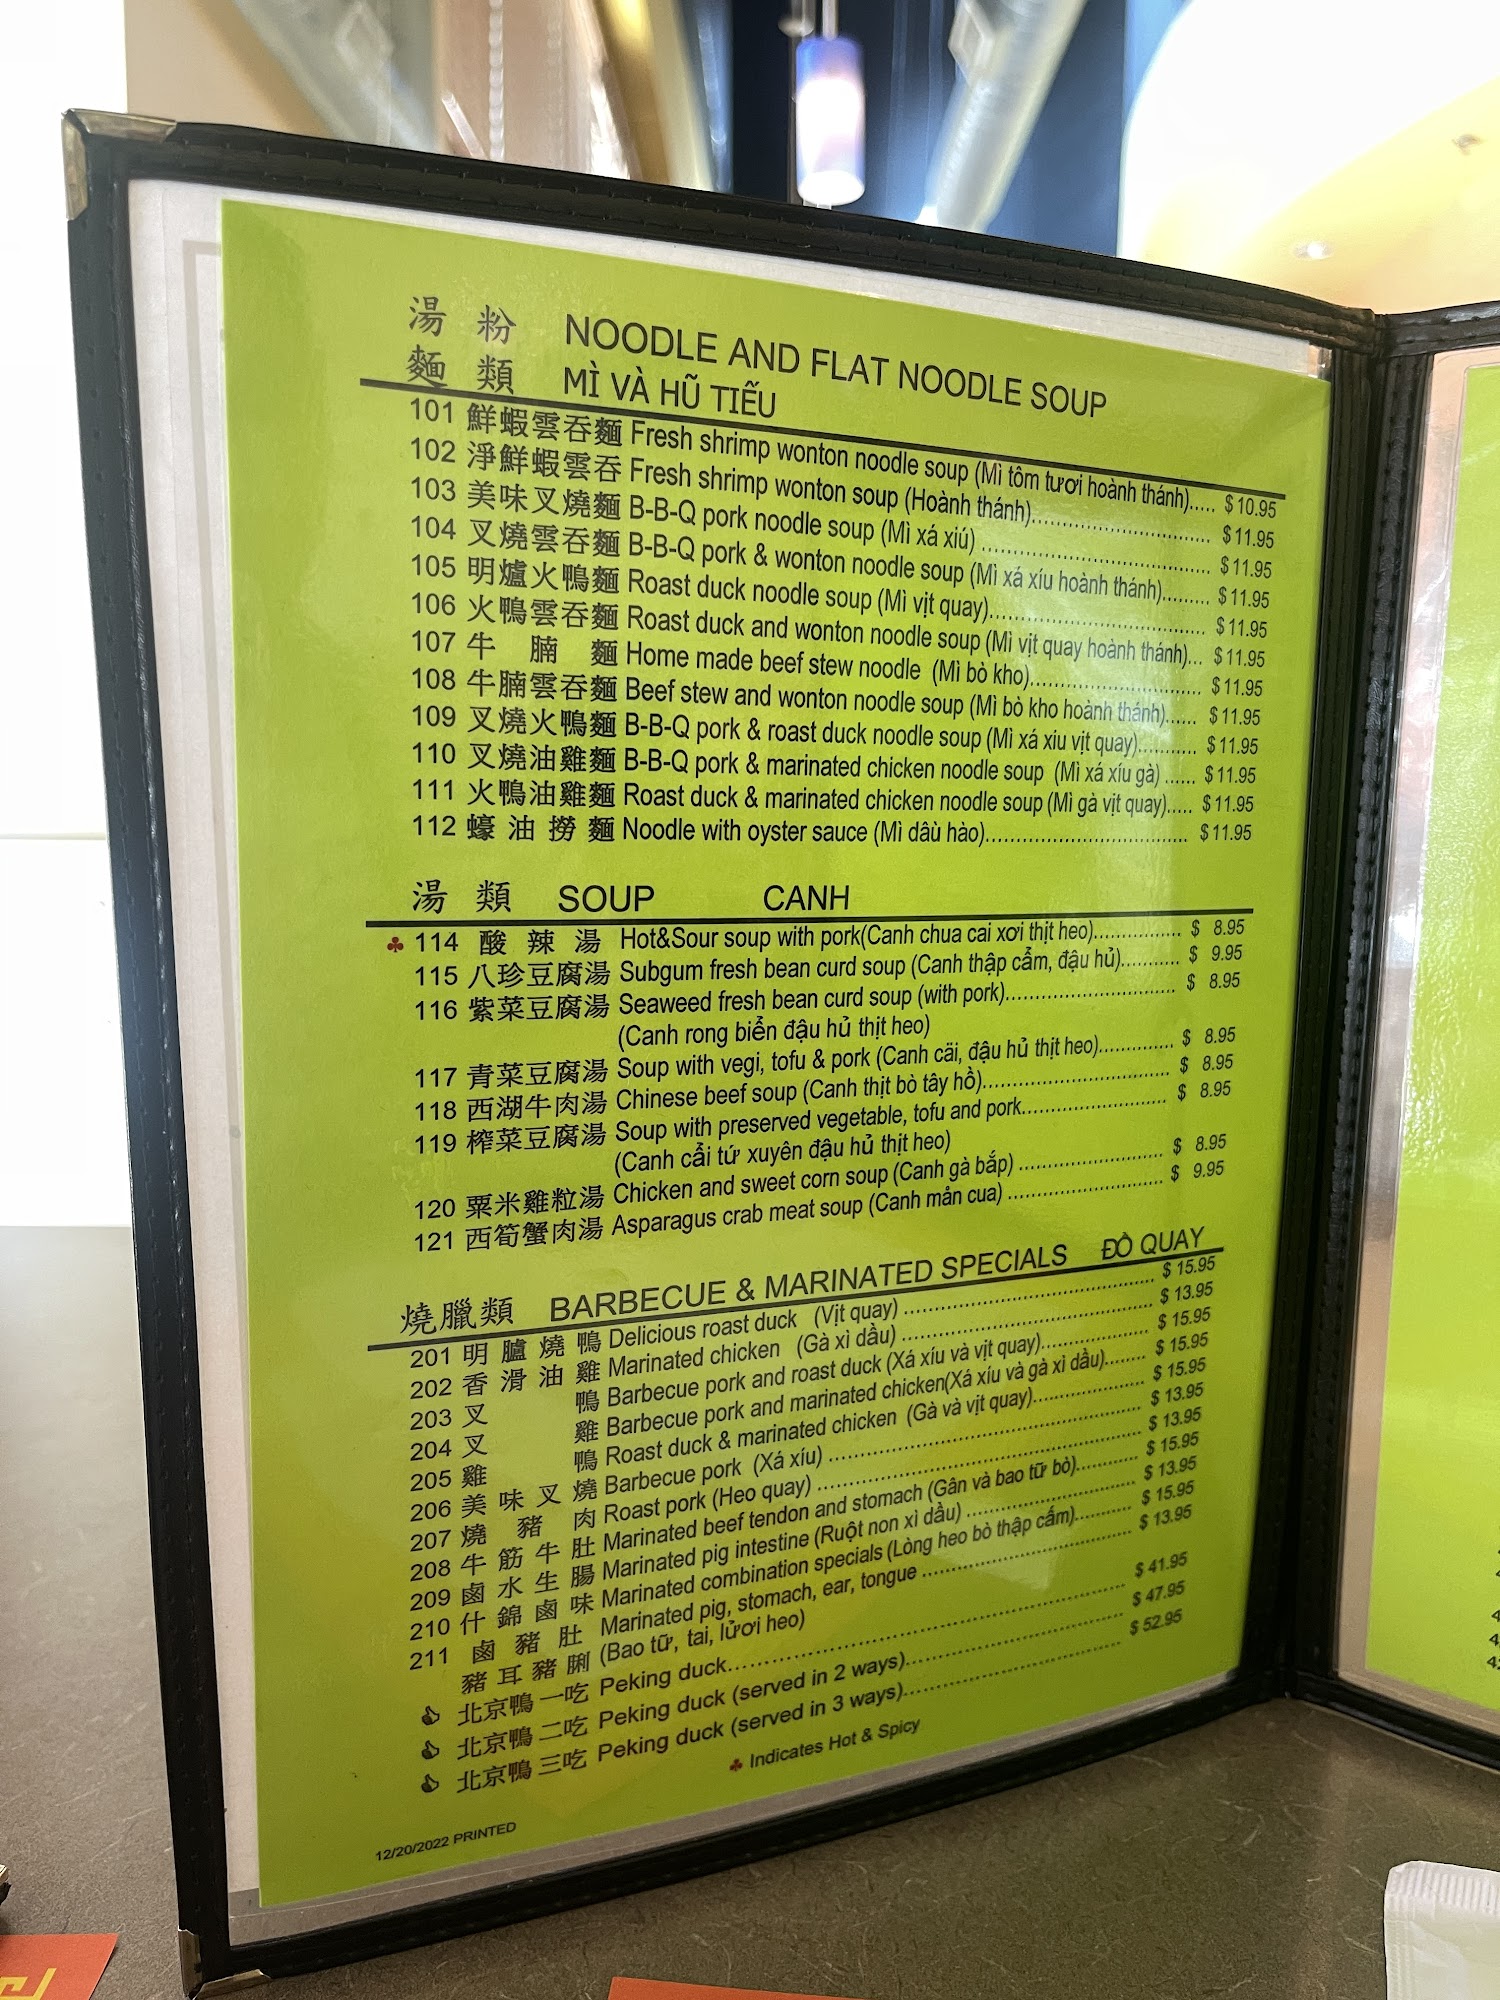 湯 粉 NOODLE AND FLAT NOODLE SOUP
麵 類 MÌ VÀ HŨ TIẾU
101 鮮蝦雲吞麵 Fresh shrimp wonton noodle soup (Mì tôm tươi hoành thánh)..... $10.95
102 淨鮮蝦雲吞 Fresh shrimp wonton soup (Hoành thánh)............................. $11.95
103 美味叉燒麵 B-B-Q pork noodle soup (Mì xá xíú) ..................................... $11.95
104 叉燒雲吞麵 B-B-Q pork & wonton noodle soup (Mì xá xíu hoành thánh)......... $11.95
105 明爐火鴨麵 Roast duck noodle soup (Mì vịt quay)................................... $11.95
106 火鴨雲吞麵 Roast duck and wonton noodle soup (Mì vịt quay hoành thánh)... $11.95
107 牛 腩 麵 Home made beef stew noodle (Mì bò kho)............................ $11.95
108 牛腩雲吞麵 Beef stew and wonton noodle soup (Mì bò kho hoành thánh)...... $11.95
109 叉燒火鴨麵 B-B-Q pork & roast duck noodle soup (Mì xá xiu vịt quay).......... $11.95
110 叉燒油雞麵 B-B-Q pork & marinated chicken noodle soup (Mì xá xíu gà) ...... $11.95
111 火鴨油雞麵 Roast duck & marinated chicken noodle soup (Mì gà vịt quay)..... $11.95
112 蠔 油 撈 麵 Noodle with oyster sauce (Mì dâù hào)................................. $11.95
湯 類 SOUP CANH
♣ 114 酸 辣 湯 Hot&Sour soup with pork(Canh chua cai xơi thịt heo)............... $ 8.95
115 八珍豆腐湯 Subgum fresh bean curd soup (Canh thập cẩm, đậu hủ)........... $ 9.95
116 紫菜豆腐湯 Seaweed fresh bean curd soup (with pork)............................. $ 8.95
(Canh rong biển đậu hủ thịt heo)
117 青菜豆腐湯 Soup with vegi, tofu & pork (Canh cäi, đậu hủ thịt heo).............. $ 8.95
118 西湖牛肉湯 Chinese beef soup (Canh thịt bò tây hồ)................................ $ 8.95
119 榨菜豆腐湯 Soup with preserved vegetable, tofu and pork......................... $ 8.95
(Canh cẩi tứ xuyên đậu hủ thịt heo)
120 粟米雞粒湯 Chicken and sweet corn soup (Canh gà bắp) ......................... $ 8.95
121 西筍蟹肉湯 Asparagus crab meat soup (Canh mản cua) .......................... $ 9.95
燒臘類 BARBECUE & MARINATED SPECIALS ĐỒ QUAY
201 明 臚 燒 鴨 Delicious roast duck (Vịt quay) .......................................... $ 15.95
202 香 滑 油 雞 Marinated chicken (Gà xì dầu) .......................................... $ 13.95
203 叉 鴨 Barbecue pork and roast duck (Xá xíu và vịt quay).................. $ 15.95
204 叉 雞 Barbecue pork and marinated chicken(Xá xíu và gà xì dầu)........ $ 15.95
205 雞 鴨 Roast duck & marinated chicken (Gà và vịt quay)................... $ 15.95
206 美 味 叉 燒 Barbecue pork (Xá xíu) .................................................... $ 13.95
207 燒 豬 肉 Roast pork (Heo quay) ...................................................... $ 13.95
208 牛 筋 牛 肚 Marinated beef tendon and stomach (Gân và bao tữ bò)............ $ 15.95
209 鹵 水 生 腸 Marinated pig intestine (Ruột non xì dầu) ............................. $ 13.95
210 什 錦 鹵 味 Marinated combination specials (Lòng heo bò thập cấm).......... $ 15.95
211 鹵 豬 肚 Marinated pig, stomach, ear, tongue .................................... $ 13.95
豬 耳 豬 脷 (Bao tữ, tai, lửơi heo)
北京鴨 一吃 Peking duck.................................................................. $ 41.95
北京鴨 二吃 Peking duck (served in 2 ways)..................................... $ 47.95
北京鴨 三吃 Peking duck (served in 3 ways)..................................... $ 52.95
♣ Indicates Hot & Spicy
12/20/2022 PRINTED